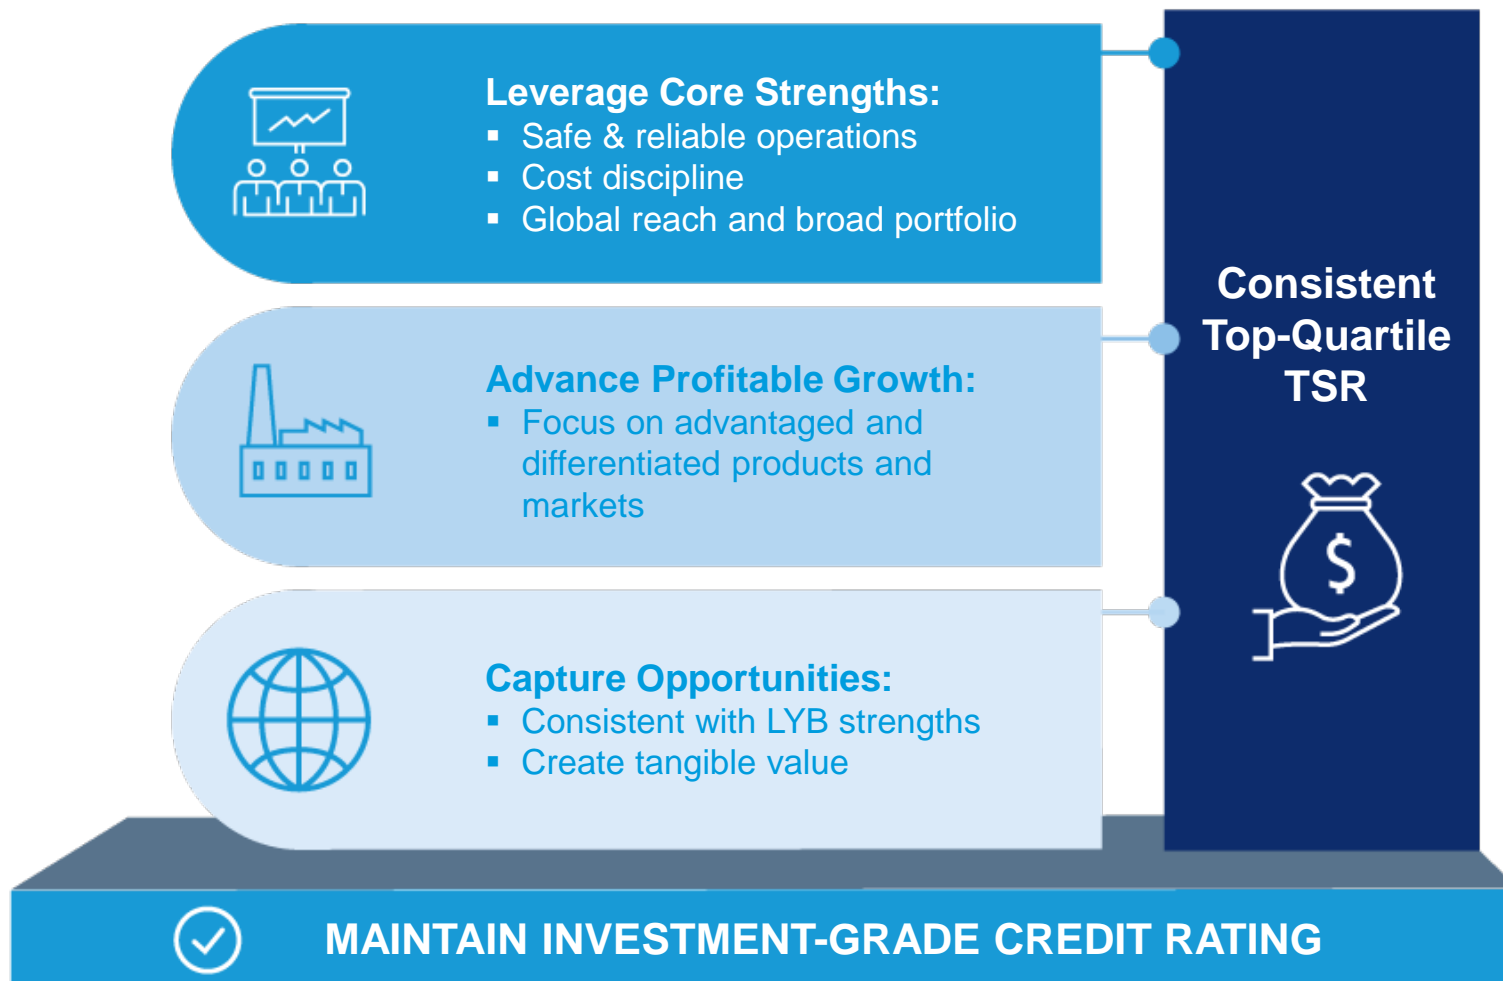 Leverage Core Strengths:
▪ Safe & reliable operations
▪ Cost discipline
▪ Global reach and broad portfolio
Advance Profitable Growth:
▪ Focus on advantaged and
differentiated products and
markets
Capture Opportunities:
▪ Consistent with LYB strengths
▪ Create tangible value
Consistent
Top-Quartile
TSR
$
MAINTAIN INVESTMENT-GRADE CREDIT RATING